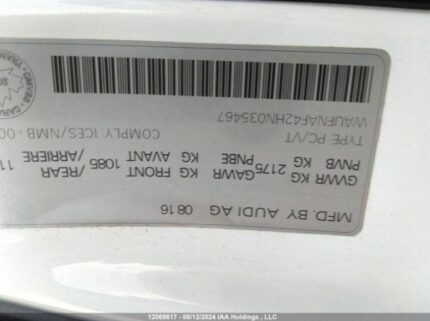 MFD. BY AUDI AG 08 16
GVWR KG 2175 GAWR KG FRONT 1085 /REAR 11
KG PNBE KG AVANT /ARRIERE
TYPE: PC/VT COMPLY ICES/NMB-00
WAUFNAF42HN035467
12069617 - 08/12/2024 IAA Holdings , LLC